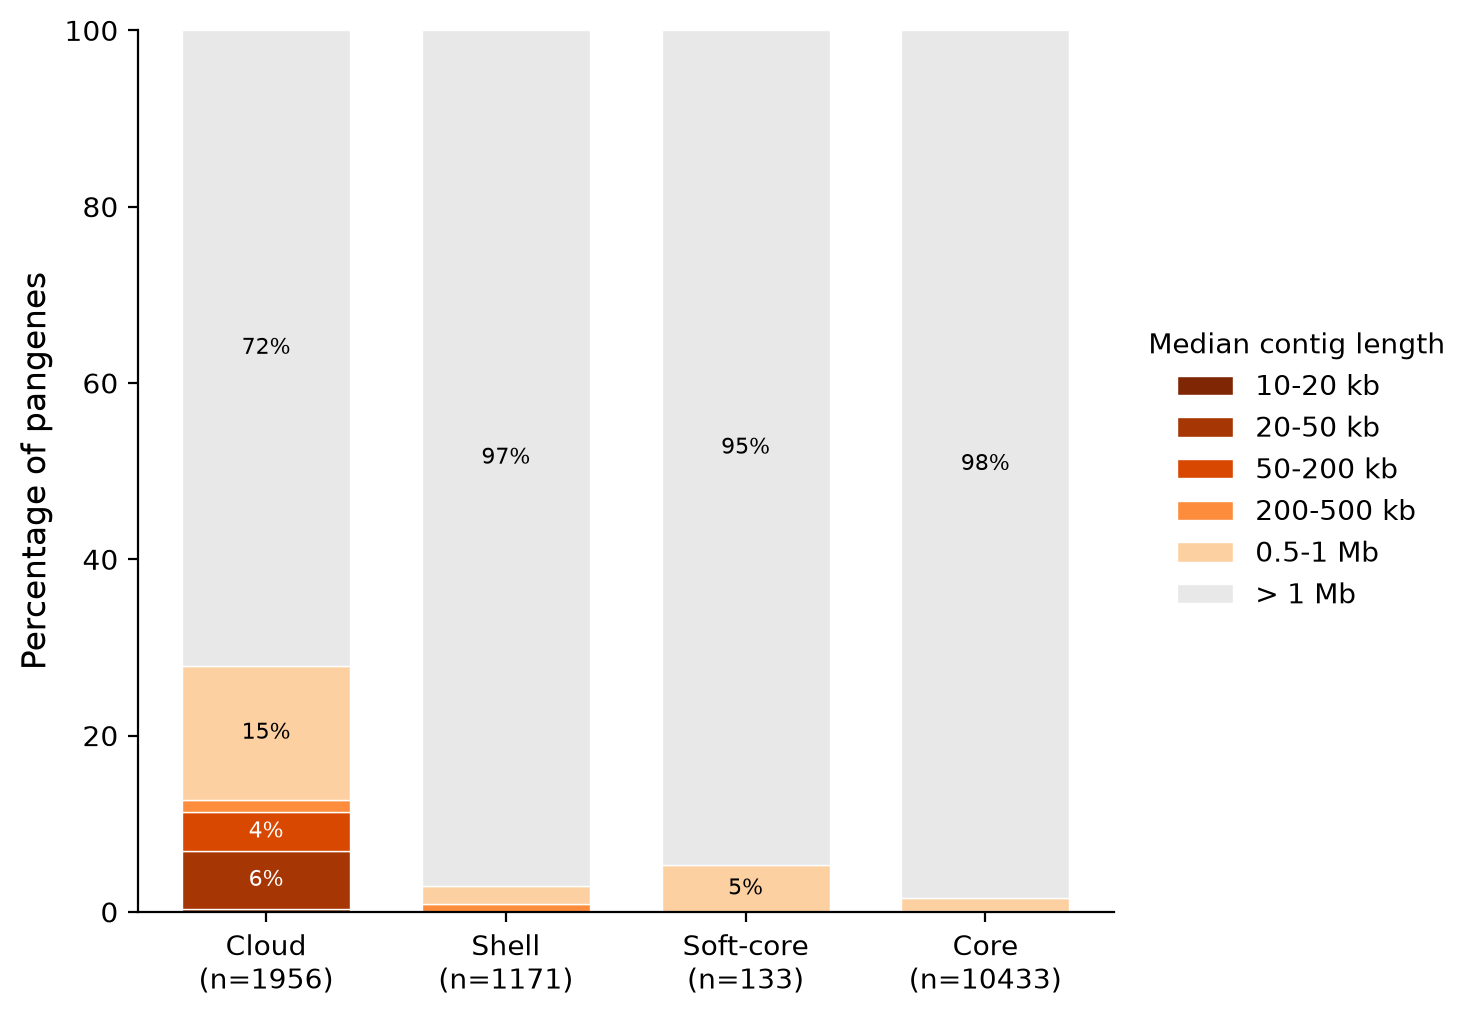 100
80
60
40
20
0
Percentage of pangenes
72%
15%
4%
6%
97%
95%
5%
98%
Cloud
(n=1956)
Shell
(n=1171)
Soft-core
(n=133)
Core
(n=10433)
Median contig length
10-20 kb
20-50 kb
50-200 kb
200-500 kb
0.5-1 Mb
> 1 Mb